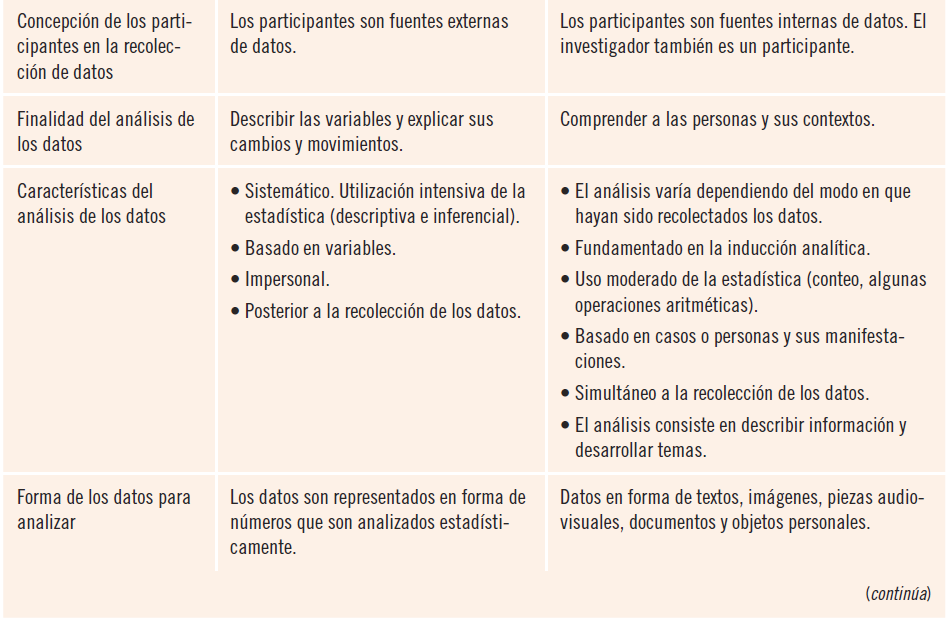 Concepción de los parti-
cipantes en la recolec-
ción de datos
Los participantes son fuentes externas
de datos.
Los participantes son fuentes internas de datos. El
investigador también es un participante.
Finalidad del análisis de
los datos
Describir las variables y explicar sus
cambios y movimientos.
Comprender a las personas y sus contextos.
Características del
análisis de los datos
• Sistemático. Utilización intensiva de la
estadística (descriptiva e inferencial).
• Basado en variables.
• Impersonal.
• Posterior a la recolección de los datos.
• El análisis varía dependiendo del modo en que
hayan sido recolectados los datos.
• Fundamentado en la inducción analítica.
• Uso moderado de la estadística (conteo, algunas
operaciones aritméticas).
• Basado en casos o personas y sus manifesta-
ciones.
• Simultáneo a la recolección de los datos.
• El análisis consiste en describir información y
desarrollar temas.
Forma de los datos para
analizar
Los datos son representados en forma de
números que son analizados estadísti-
camente.
Datos en forma de textos, imágenes, piezas audio-
visuales, documentos y objetos personales.
(continúa)